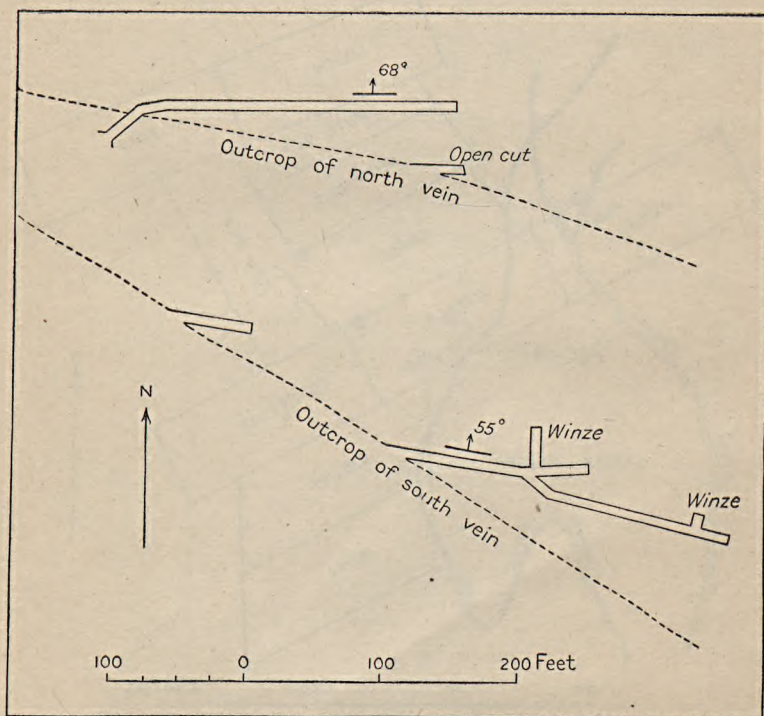 68°
Open cut
Outcrop of north vein
N
55°
Winze
Outcrop of south vein
Winze
100 0 100 200 Feet